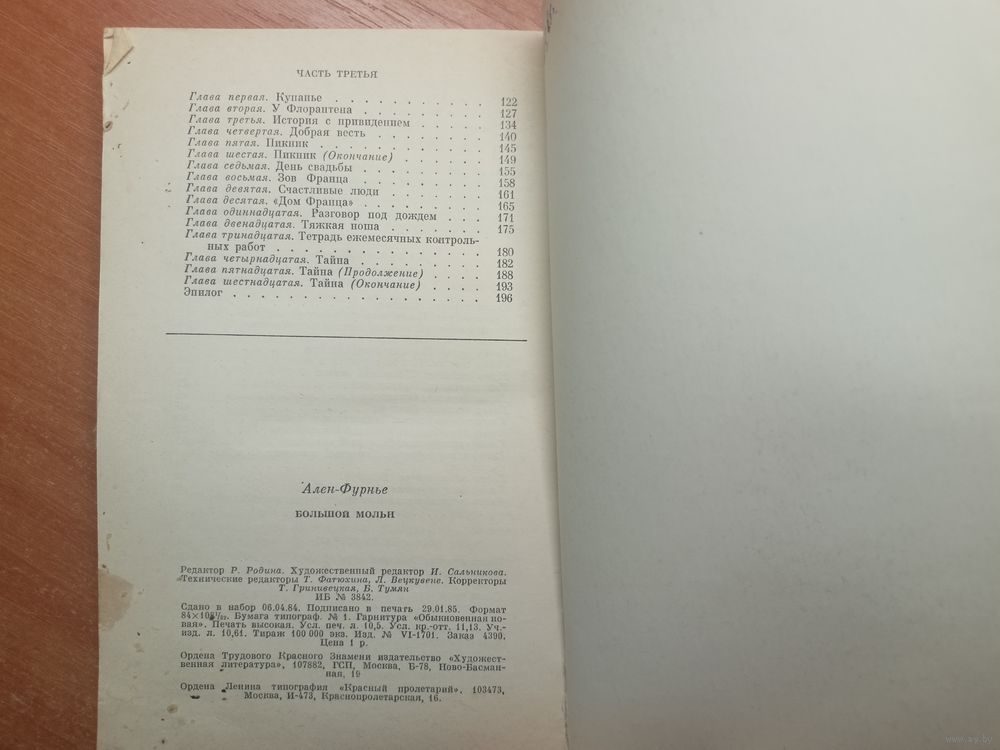 ЧАСТЬ ТРЕТЬЯ
Глава первая. Купанье . . . . . . . . . . . 122
Глава вторая. У Флорантена . . . . . . . . . 127
Глава третья. История с привидением . . . . . 134
Глава четвертая. Добрая весть . . . . . . . . 140
Глава пятая. Пикник . . . . . . . . . . . . 145
Глава шестая. Пикник (Окончание) . . . . . . 149
Глава седьмая. День свадьбы . . . . . . . . . 155
Глава восьмая. Зов Франца . . . . . . . . . 158
Глава девятая. Счастливые люди . . . . . . . 161
Глава десятая. «Дом Франца» . . . . . . . . 165
Глава одиннадцатая. Разговор под дождем . . . 171
Глава двенадцатая. Тяжкая ноша . . . . . . . 175
Глава тринадцатая. Тетрадь ежемесячных контроль-
ных работ . . . . . . . . . . . . . . . 180
Глава четырнадцатая. Тайна . . . . . . . . . 182
Глава пятнадцатая. Тайна (Продолжение) . . . . 188
Глава шестнадцатая. Тайна (Окончание) . . . . 193
Эпилог . . . . . . . . . . . . . . . . . . 196
Ален-Фурнье
БОЛЬШОЙ МОЛЬН
Редактор Р. Родина. Художественный редактор И. Сальникова.
Технические редакторы Т. Фатюхина, Л. Вецкувене. Корректоры
Т. Гринивецкая, Б. Тумян
ИБ № 3842.
Сдано в набор 06.04.84. Подписано в печать 29.01.85. Формат
84×108¹/₃₂. Бумага типограф. № 1. Гарнитура «Обыкновенная но-
вая». Печать высокая. Усл. печ. л. 10,5. Усл. кр.-отт. 11,13. Уч.-
изд. л. 10,61. Тираж 100 000 экз. Изд. № VI-1701. Заказ 4390.
Цена 1 р.
Ордена Трудового Красного Знамени издательство «Художест-
венная литература», 107882, ГСП, Москва, Б-78, Ново-Басман-
ная, 19
Ордена Ленина типография «Красный пролетарий». 103473,
Москва, И-473, Краснопролетарская, 16.
www.ay.by